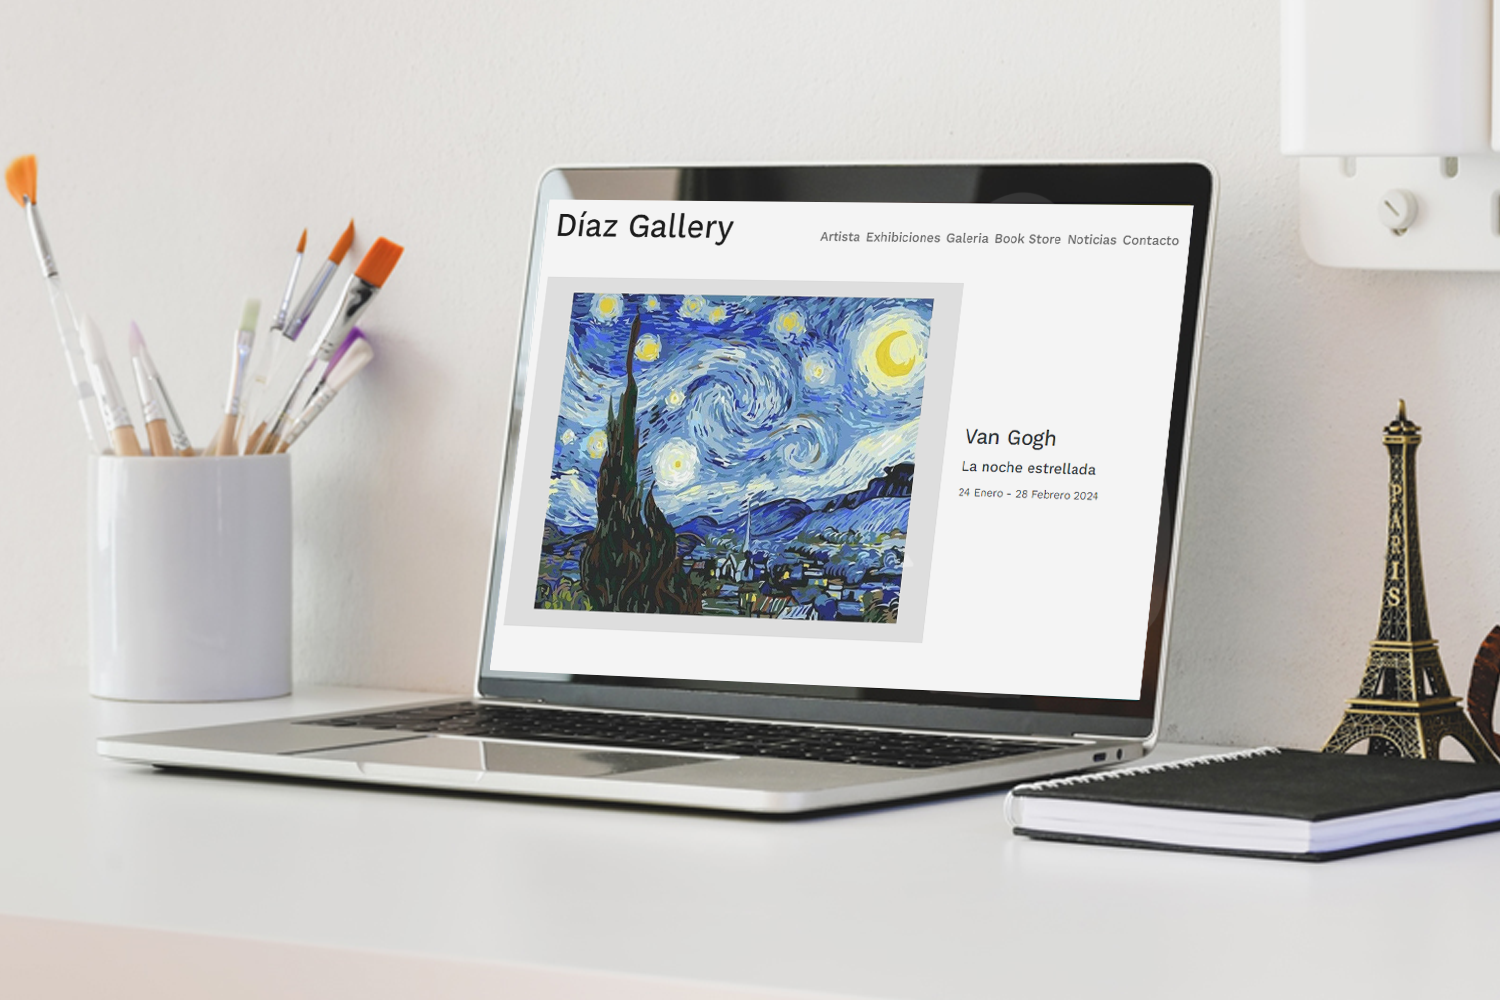 Díaz Gallery
Artista Exhibiciones Galeria Book Store Noticias Contacto
Van Gogh
La noche estrellada
24 Enero - 28 Febrero 2024
PARIS